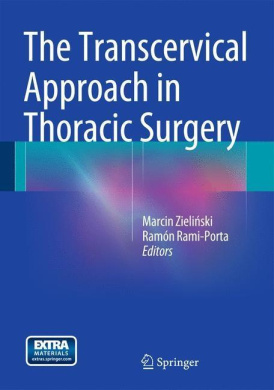 The Transcervical
Approach in
Thoracic Surgery
Marcin Zieliński
Ramón Rami-Porta
Editors
EXTRA
MATERIALS
extras.springer.com
Springer